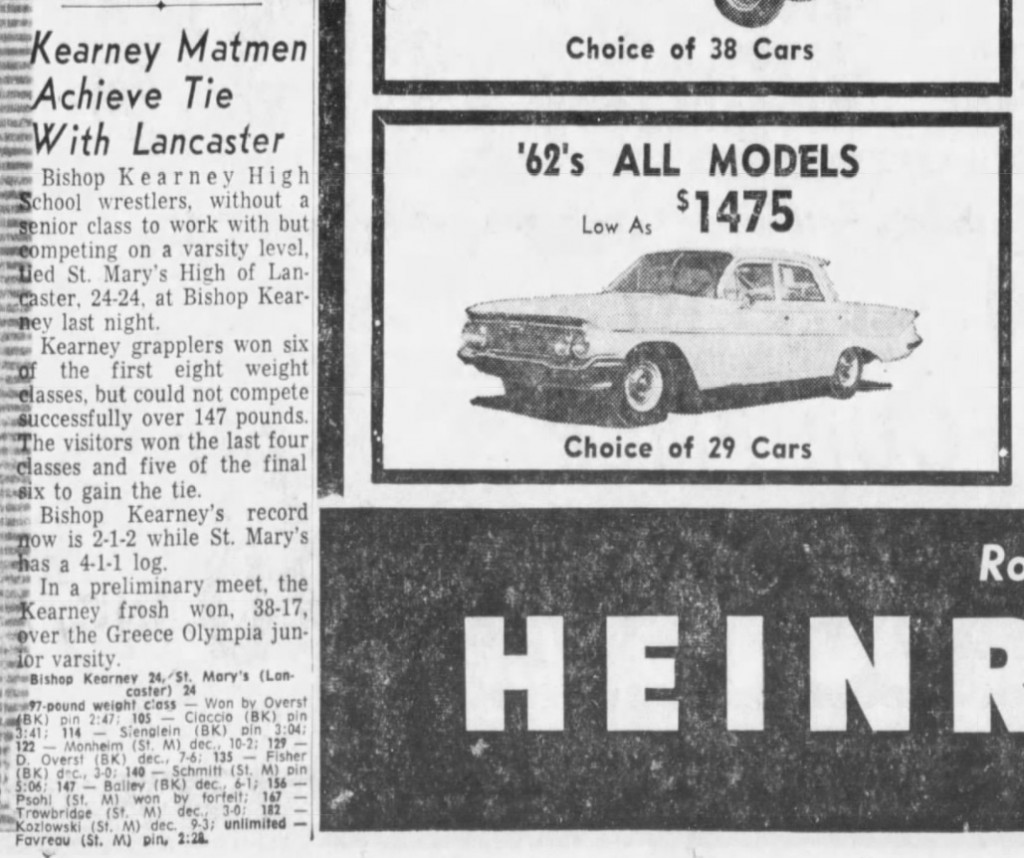 Kearney Matmen
Achieve Tie
With Lancaster
Bishop Kearney High
School wrestlers, without a
senior class to work with but
competing on a varsity level,
tied St. Mary's High of Lan-
caster, 24-24, at Bishop Kear-
ney last night.
Kearney grapplers won six
of the first eight weight
classes, but could not compete
successfully over 147 pounds.
The visitors won the last four
classes and five of the final
six to gain the tie.
Bishop Kearney's record
now is 2-1-2 while St. Mary's
has a 4-1-1 log.
In a preliminary meet, the
Kearney frosh won, 38-17,
over the Greece Olympia jun-
ior varsity.
Bishop Kearney 24, St. Mary's (Lan-
caster) 24
97-pound weight class — Won by Overst
(BK) pin 2:47; 105 — Ciaccio (BK) pin
3:41; 114 — Sienglein (BK) pin 3:04;
122 — Monheim (St. M) dec., 10-2; 129 —
D. Overst (BK) dec., 7-6; 135 — Fisher
(BK) dec., 3-0; 140 — Schmitt (St. M) pin
5:06; 147 — Bailey (BK) dec., 6-1; 156 —
Psohl (St. M) won by forfeit; 167 —
Trowbridge (St. M) dec., 3-0; 182 —
Kozlowski (St. M) dec. 9-3; unlimited —
Favreau (St. M) pin, 2:28.
Choice of 38 Cars
'62's ALL MODELS
Low As $1475
Choice of 29 Cars
Ro
HEINR